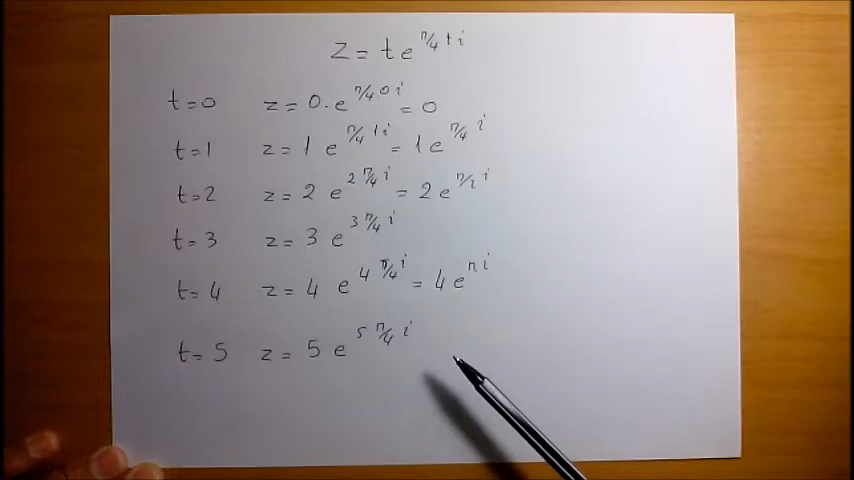 z = t e^(π/4 t i)
t=0 z = 0. e^(π/4 0 i) = 0
t=1 z = 1 e^(π/4 1 i) = 1 e^(π/4 i)
t=2 z = 2 e^(2 π/4 i) = 2 e^(π/2 i)
t=3 z = 3 e^(3 π/4 i)
t=4 z = 4 e^(4 π/4 i) = 4 e^(π i)
t=5 z = 5 e^(5 π/4 i)